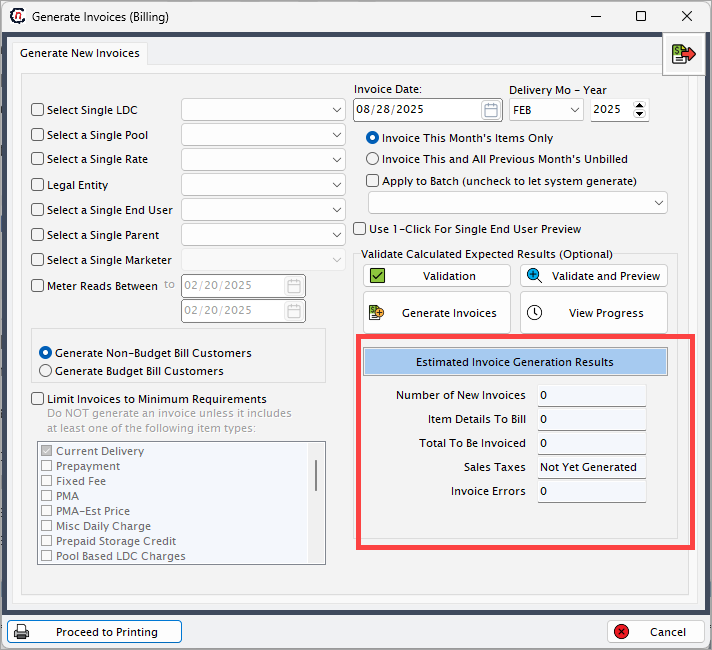 Generate Invoices (Billing)
Generate New Invoices
Select Single LDC
Select a Single Pool
Select a Single Rate
Legal Entity
Select a Single End User
Select a Single Parent
Select a Single Marketer
Meter Reads Between to 02/20/2025
02/20/2025
Generate Non-Budget Bill Customers
Generate Budget Bill Customers
Limit Invoices to Minimum Requirements
Do NOT generate an invoice unless it includes
at least one of the following item types:
Current Delivery
Prepayment
Fixed Fee
PMA
PMA-Est Price
Misc Daily Charge
Prepaid Storage Credit
Pool Based LDC Charges
Invoice Date:
08/28/2025
Delivery Mo - Year
FEB 2025
Invoice This Month's Items Only
Invoice This and All Previous Month's Unbilled
Apply to Batch (uncheck to let system generate)
Use 1-Click For Single End User Preview
Validate Calculated Expected Results (Optional)
Validation
Validate and Preview
Generate Invoices
View Progress
Estimated Invoice Generation Results
Number of New Invoices 0
Item Details To Bill 0
Total To Be Invoiced 0
Sales Taxes Not Yet Generated
Invoice Errors 0
Proceed to Printing
Cancel